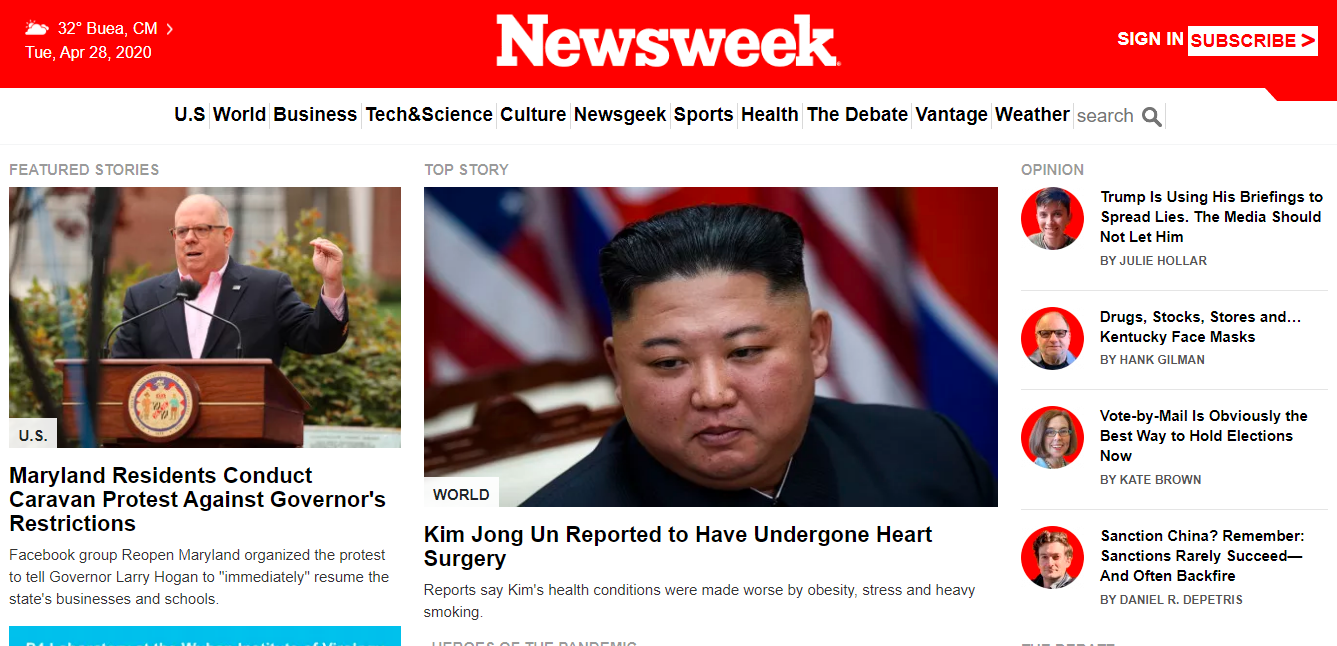 32° Buea, CM
Tue, Apr 28, 2020
Newsweek
SIGN IN SUBSCRIBE >
U.S World Business Tech&Science Culture Newsgeek Sports Health The Debate Vantage Weather search
FEATURED STORIES
U.S.
Maryland Residents Conduct
Caravan Protest Against Governor's
Restrictions
Facebook group Reopen Maryland organized the protest
to tell Governor Larry Hogan to "immediately" resume the
state's businesses and schools.
TOP STORY
WORLD
Kim Jong Un Reported to Have Undergone Heart
Surgery
Reports say Kim's health conditions were made worse by obesity, stress and heavy
smoking.
HEROES OF THE PANDEMIC
OPINION
Trump Is Using His Briefings to
Spread Lies. The Media Should
Not Let Him
BY JULIE HOLLAR
Drugs, Stocks, Stores and…
Kentucky Face Masks
BY HANK GILMAN
Vote-by-Mail Is Obviously the
Best Way to Hold Elections
Now
BY KATE BROWN
Sanction China? Remember:
Sanctions Rarely Succeed—
And Often Backfire
BY DANIEL R. DEPETRIS
THE DEBATE